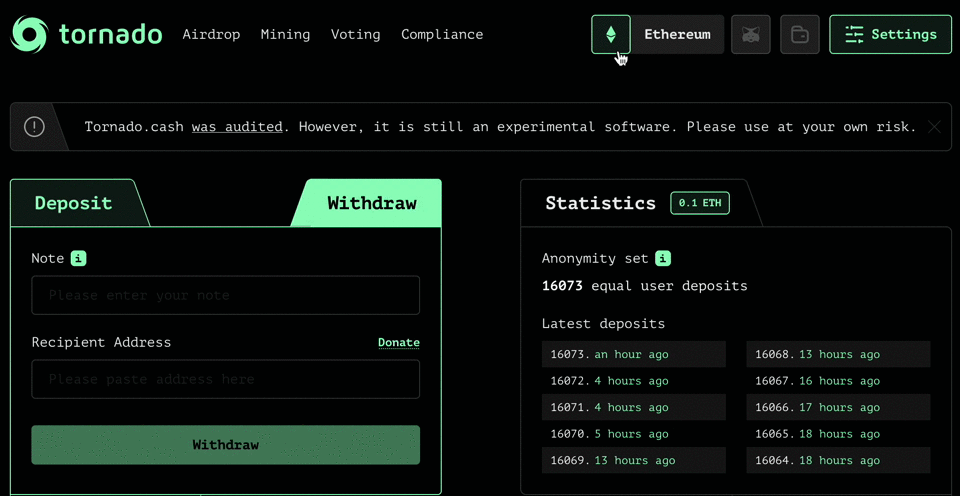 tornado Airdrop Mining Voting Compliance Ethereum Settings
Tornado.cash was audited. However, it is still an experimental software. Please use at your own risk.
Deposit Withdraw
Note i
Please enter your note
Recipient Address Donate
Please paste address here
Withdraw
Statistics 0.1 ETH
Anonymity set i
16073 equal user deposits
Latest deposits
16073. an hour ago 16068. 13 hours ago
16072. 4 hours ago 16067. 16 hours ago
16071. 4 hours ago 16066. 17 hours ago
16070. 5 hours ago 16065. 18 hours ago
16069. 13 hours ago 16064. 18 hours ago